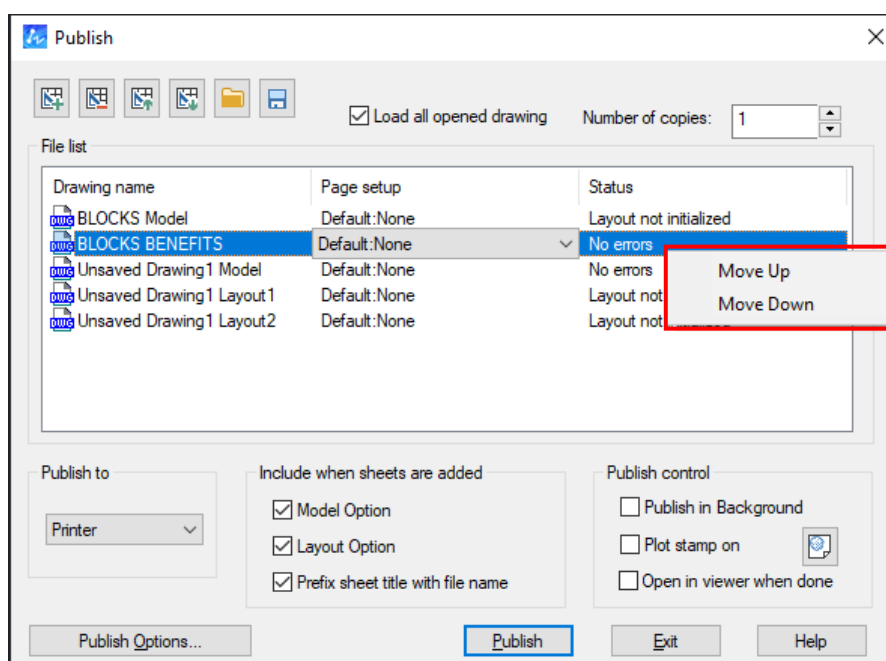 Publish
Load all opened drawing Number of copies: 1
File list
Drawing name Page setup Status
BLOCKS Model Default:None Layout not initialized
BLOCKS BENEFITS Default:None No errors
Unsaved Drawing1 Model Default:None No errors Move Up
Unsaved Drawing1 Layout1 Default:None Layout not Move Down
Unsaved Drawing1 Layout2 Default:None Layout not
Publish to Include when sheets are added Publish control
Model Option Publish in Background
Printer Layout Option Plot stamp on
Prefix sheet title with file name Open in viewer when done
Publish Options... Publish Exit Help